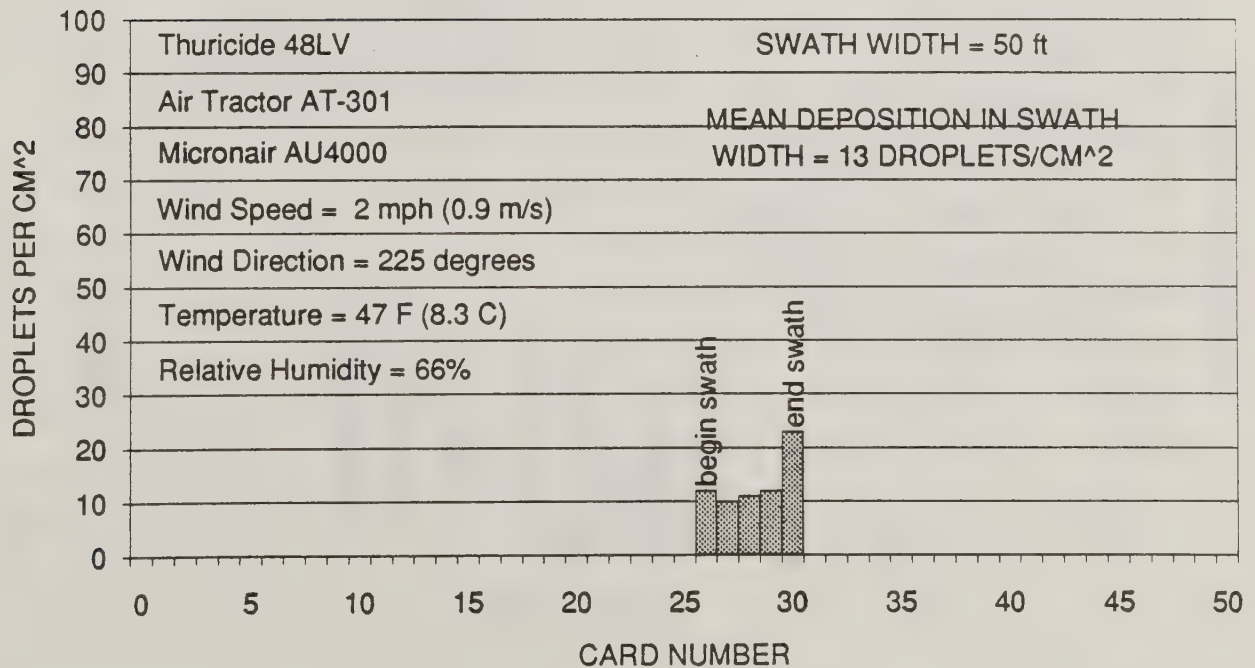 100
90
80
70
60
50
40
30
20
10
0
DROPLETS PER CM^2
Thuricide 48LV
SWATH WIDTH = 50 ft
Air Tractor AT-301
MEAN DEPOSITION IN SWATH
Micronair AU4000
WIDTH = 13 DROPLETS/CM^2
Wind Speed = 2 mph (0.9 m/s)
Wind Direction = 225 degrees
Temperature = 47 F (8.3 C)
Relative Humidity = 66%
begin swath
end swath
0 5 10 15 20 25 30 35 40 45 50
CARD NUMBER